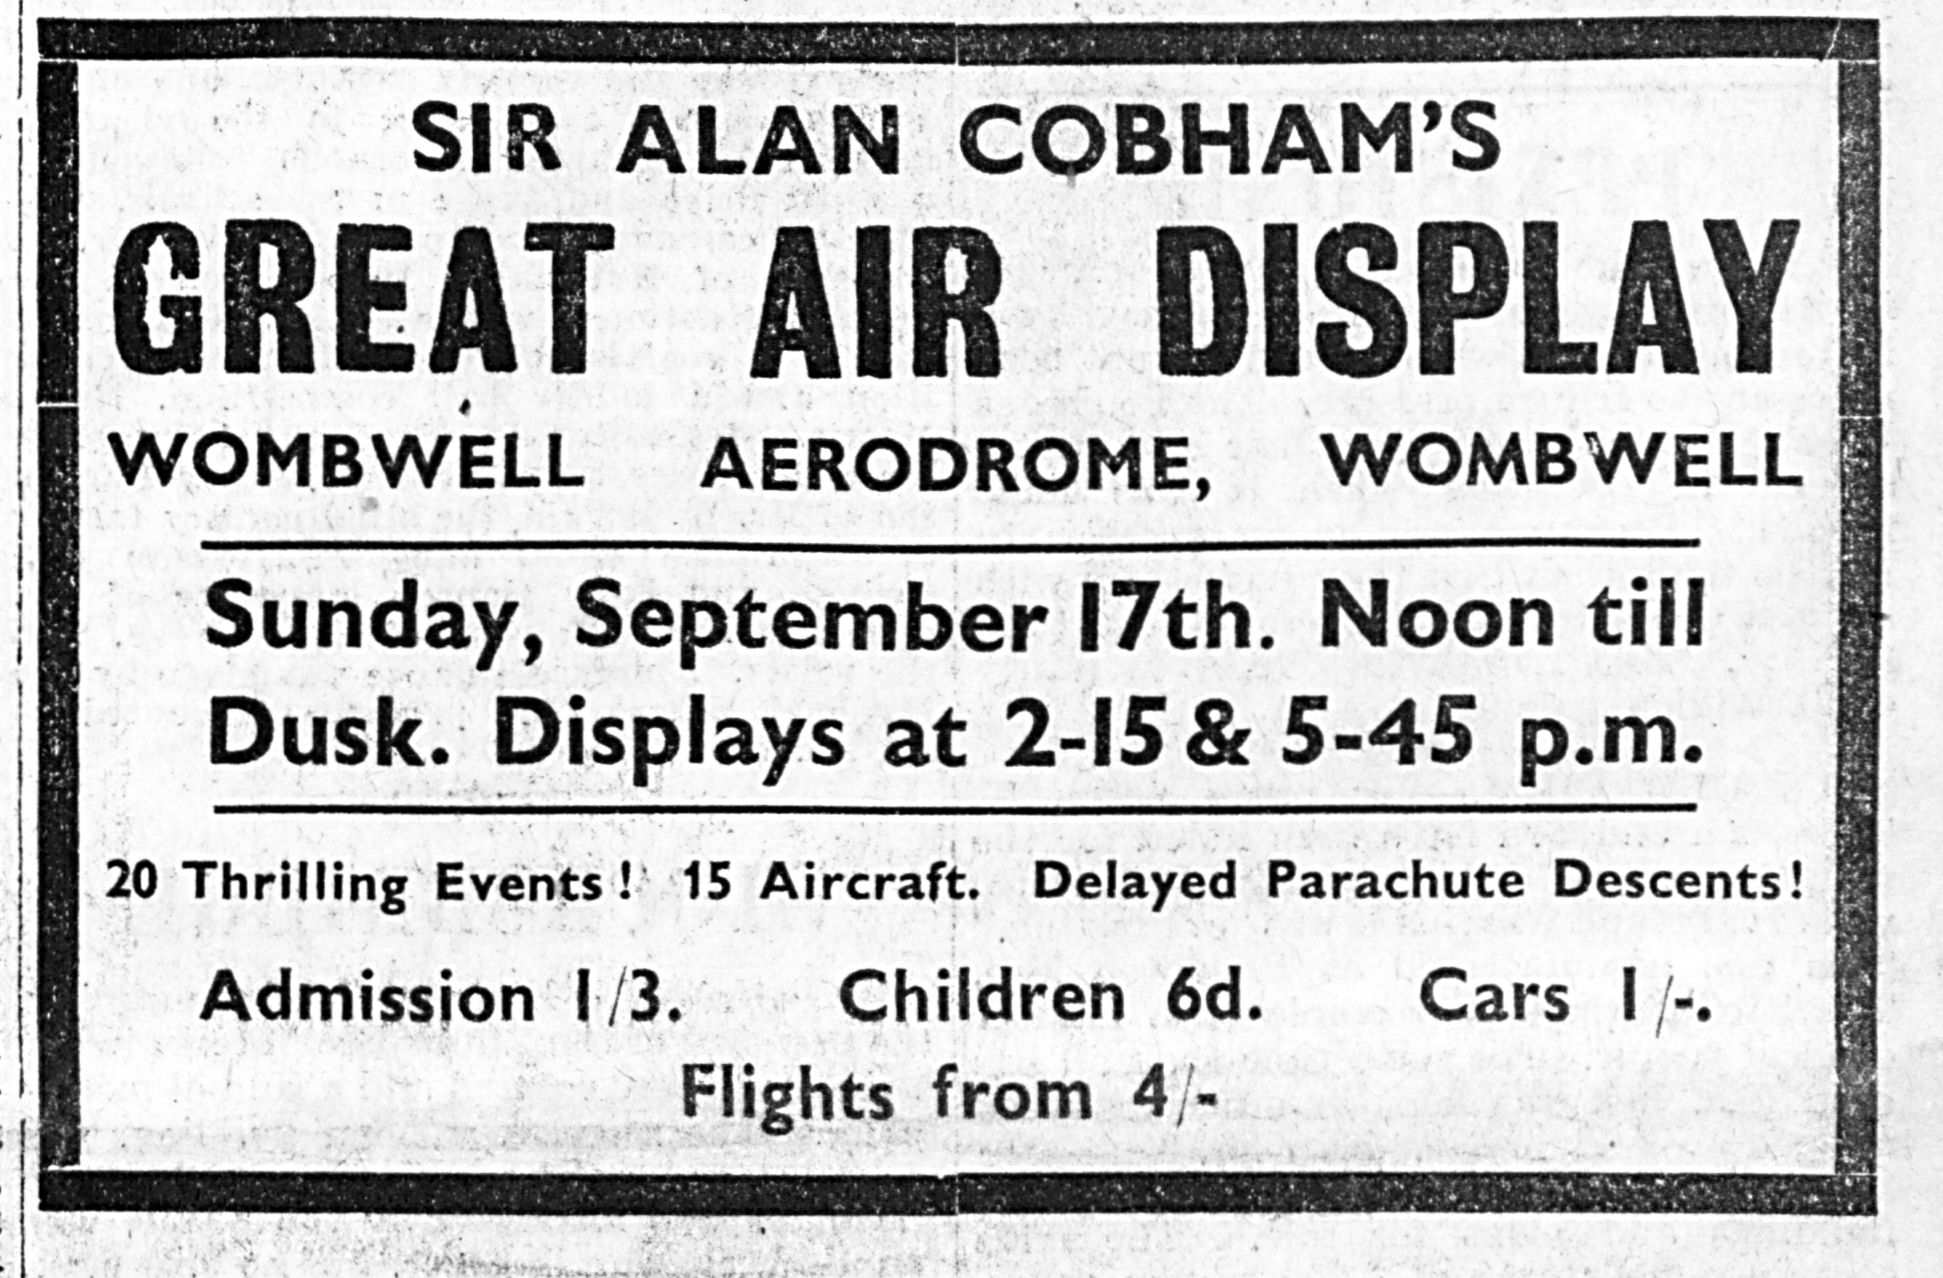 SIR ALAN COBHAM'S
GREAT AIR DISPLAY
WOMBWELL AERODROME, WOMBWELL
Sunday, September 17th. Noon till
Dusk. Displays at 2-15 & 5-45 p.m.
20 Thrilling Events! 15 Aircraft. Delayed Parachute Descents!
Admission 1/3. Children 6d. Cars 1/-.
Flights from 4/-